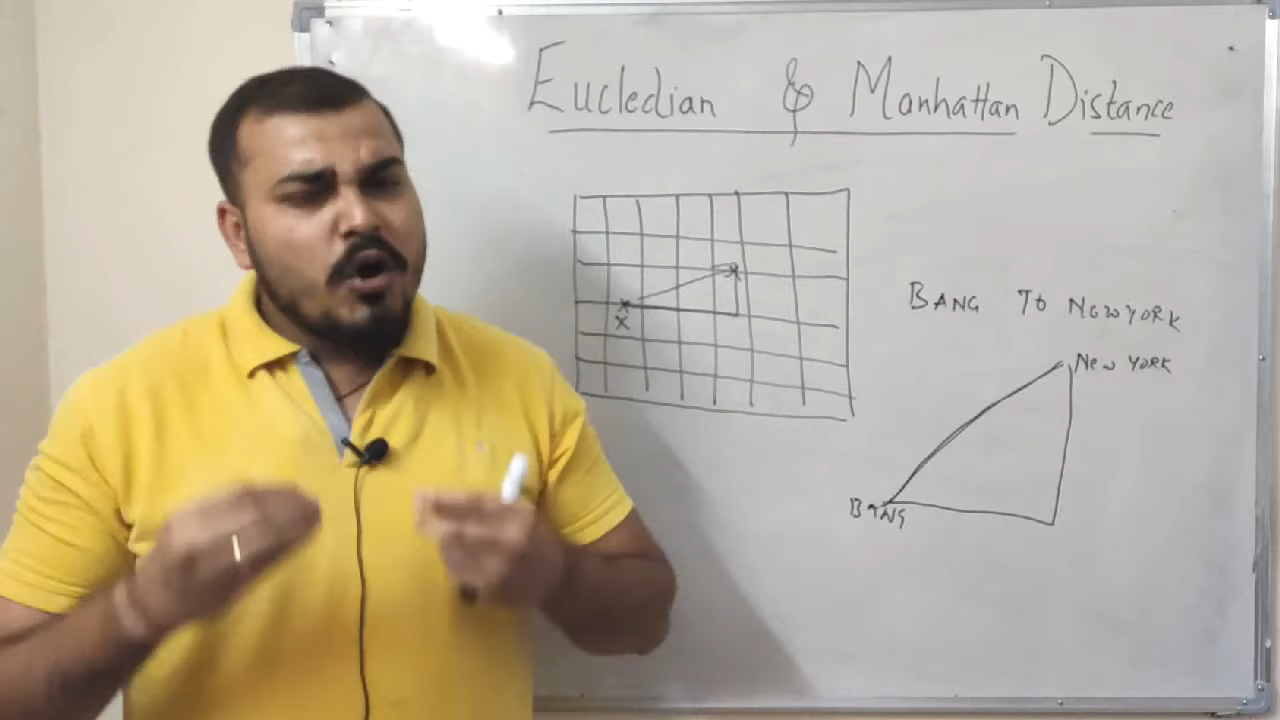 Eucledian & Manhattan Distance
X
X
X
BANG TO NEWYORK
New YORK
BANG